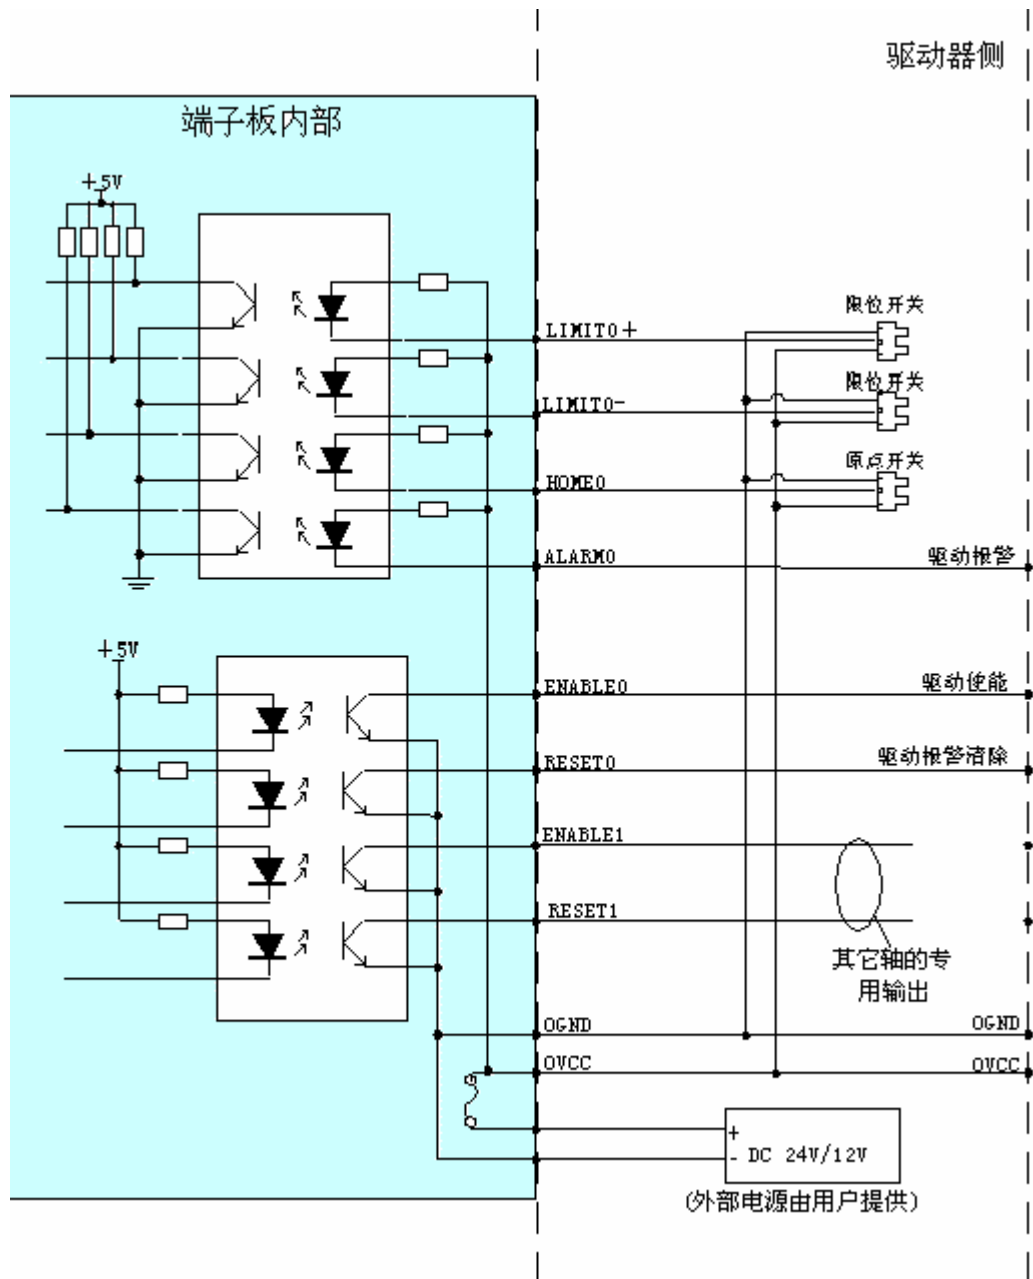 驱动器侧
端子板内部
+5V
限位开关
LIMIT0+
限位开关
LIMIT0-
原点开关
HOME0
ALARM0
驱动报警
+5V
ENABLE0
驱动使能
RESET0
驱动报警清除
ENABLE1
RESET1
其它轴的专
用输出
OGND
OGND
OVCC
OVCC
+
- DC 24V/12V
(外部电源由用户提供)